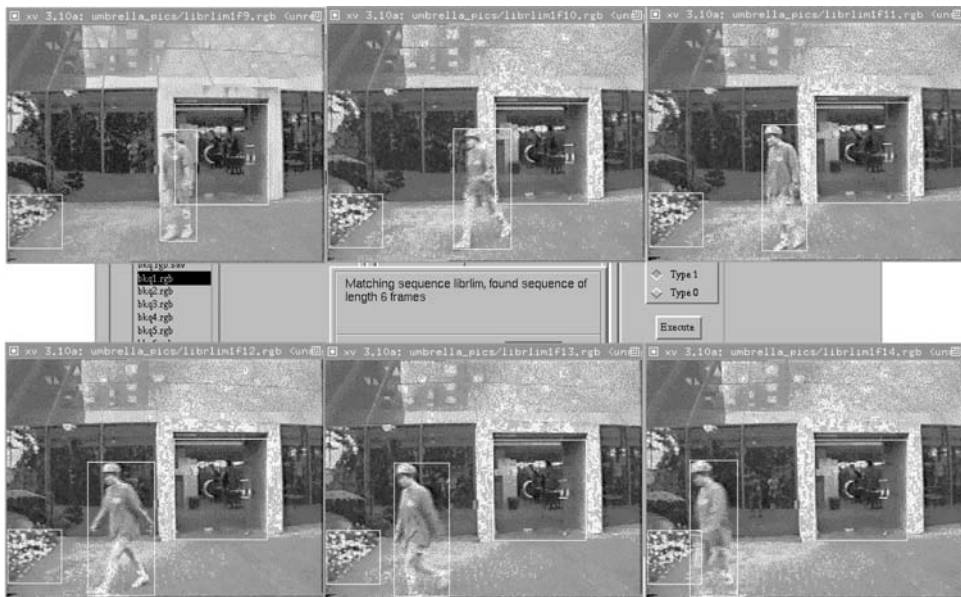 xv 3.10a: umbrella_pics/librlim1f9.rgb <unre
xv 3.10a: umbrella_pics/librlim1f10.rgb <unr
xv 3.10a: umbrella_pics/librlim1f11.rgb <unr
bkq1.rgb
bkq2.rgb
bkq3.rgb
bkq4.rgb
bkq5.rgb
Matching sequence librlim, found sequence of
length 6 frames
Type 1
Type 0
Execute
xv 3.10a: umbrella_pics/librlim1f12.rgb <unr
xv 3.10a: umbrella_pics/librlim1f13.rgb <unr
xv 3.10a: umbrella_pics/librlim1f14.rgb <unr